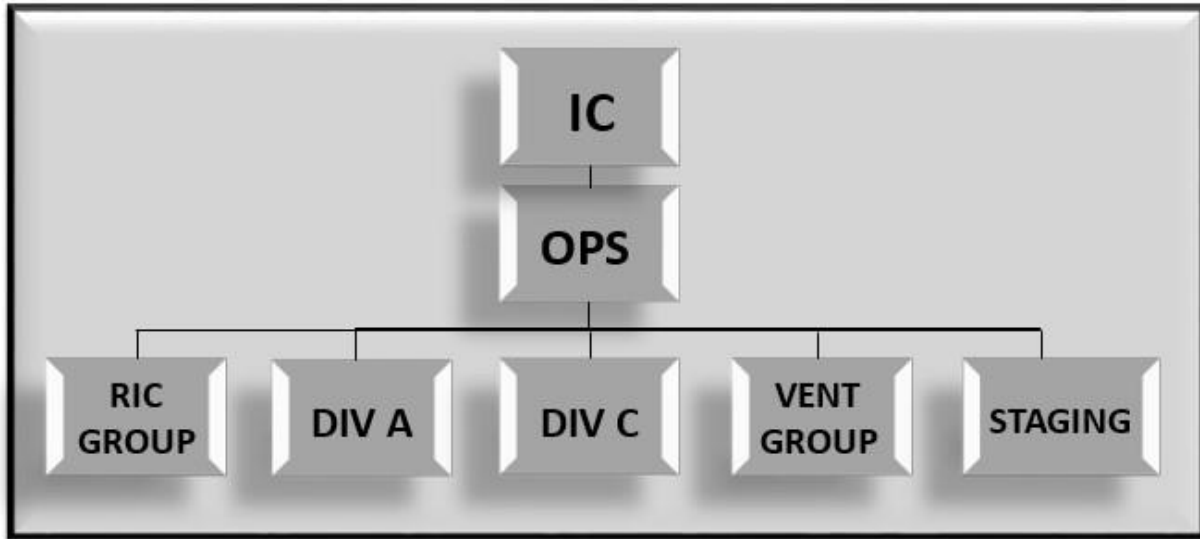 IC
OPS
RIC
GROUP
DIV A
DIV C
VENT
GROUP
STAGING